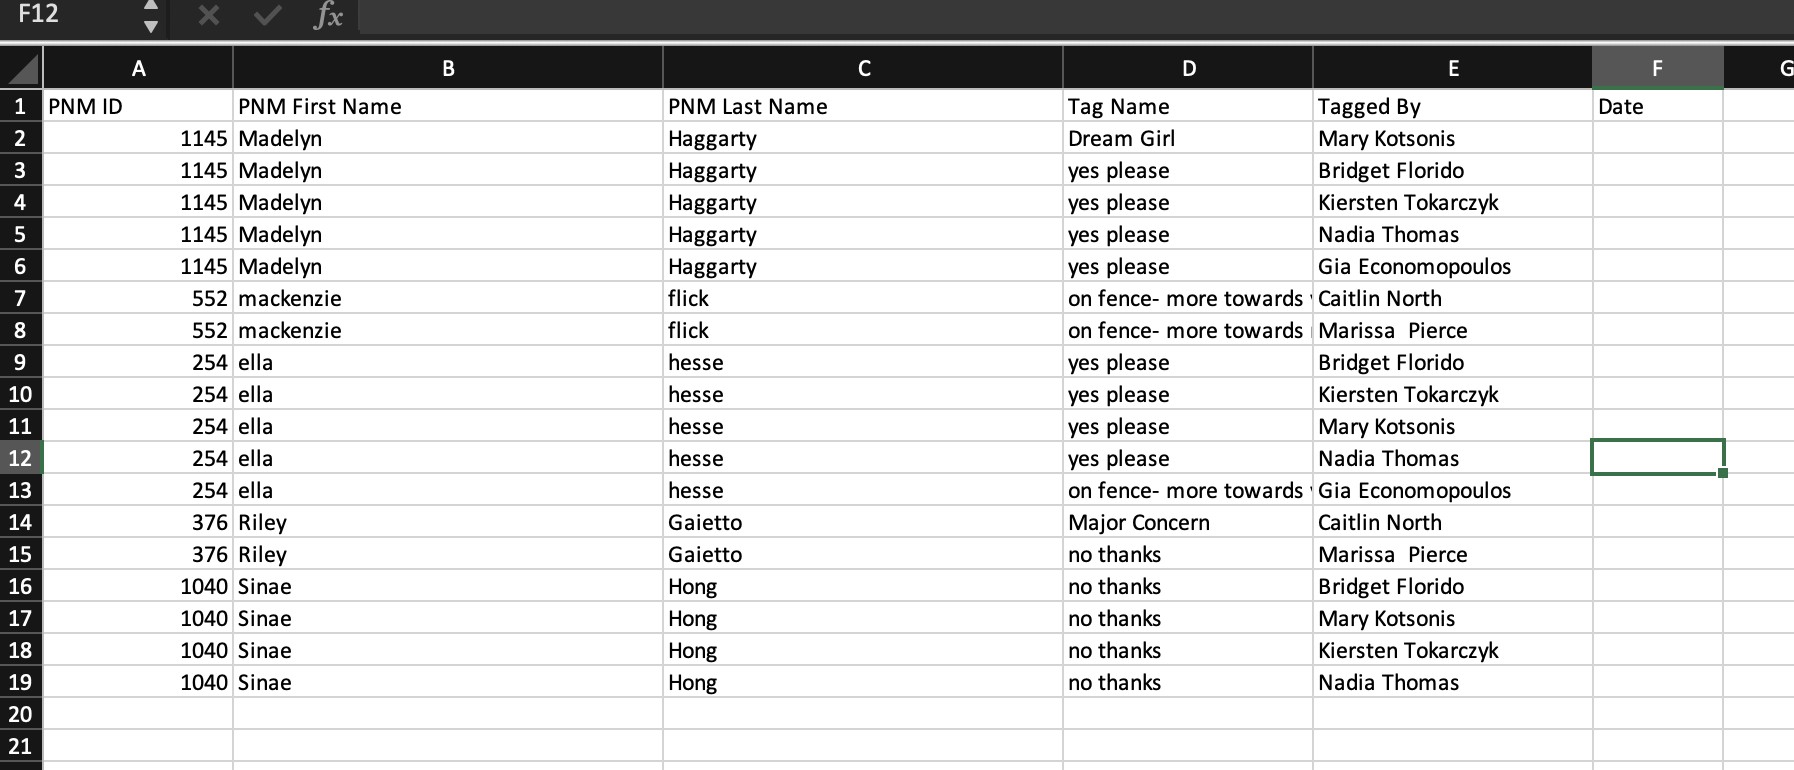 F12 fx
A B C D E F G
1 PNM ID PNM First Name PNM Last Name Tag Name Tagged By Date
2 1145 Madelyn Haggarty Dream Girl Mary Kotsonis
3 1145 Madelyn Haggarty yes please Bridget Florido
4 1145 Madelyn Haggarty yes please Kiersten Tokarczyk
5 1145 Madelyn Haggarty yes please Nadia Thomas
6 1145 Madelyn Haggarty yes please Gia Economopoulos
7 552 mackenzie flick on fence- more towards Caitlin North
8 552 mackenzie flick on fence- more towards Marissa  Pierce
9 254 ella hesse yes please Bridget Florido
10 254 ella hesse yes please Kiersten Tokarczyk
11 254 ella hesse yes please Mary Kotsonis
12 254 ella hesse yes please Nadia Thomas
13 254 ella hesse on fence- more towards Gia Economopoulos
14 376 Riley Gaietto Major Concern Caitlin North
15 376 Riley Gaietto no thanks Marissa  Pierce
16 1040 Sinae Hong no thanks Bridget Florido
17 1040 Sinae Hong no thanks Mary Kotsonis
18 1040 Sinae Hong no thanks Kiersten Tokarczyk
19 1040 Sinae Hong no thanks Nadia Thomas
20
21